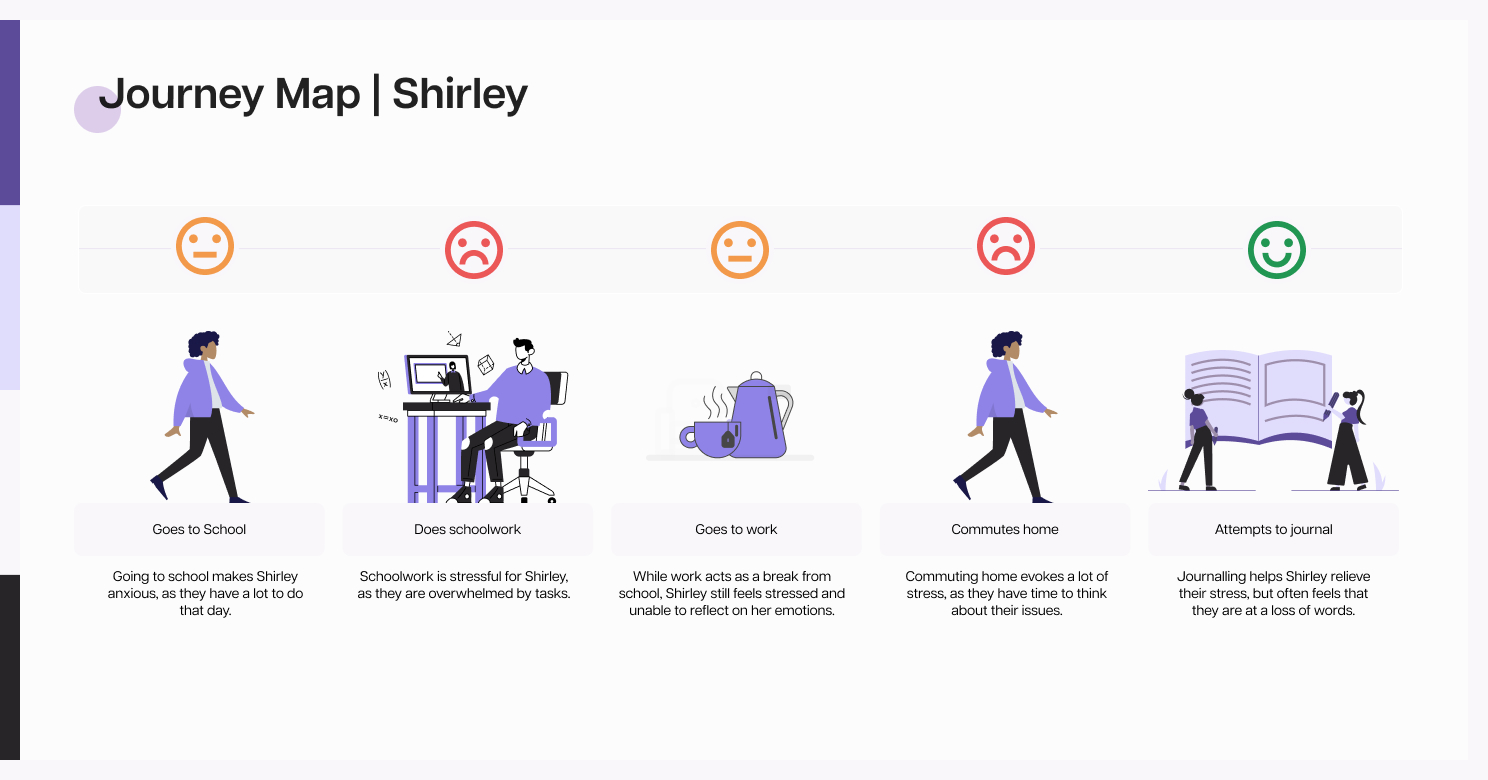 Journey Map | Shirley
Y
X
x=xo
Goes to School
Does schoolwork
Goes to work
Commutes home
Attempts to journal
Going to school makes Shirley
anxious, as they have a lot to do
that day.
Schoolwork is stressful for Shirley,
as they are overwhelmed by tasks.
While work acts as a break from
school, Shirley still feels stressed and
unable to reflect on her emotions.
Commuting home evokes a lot of
stress, as they have time to think
about their issues.
Journalling helps Shirley relieve
their stress, but often feels that
they are at a loss of words.